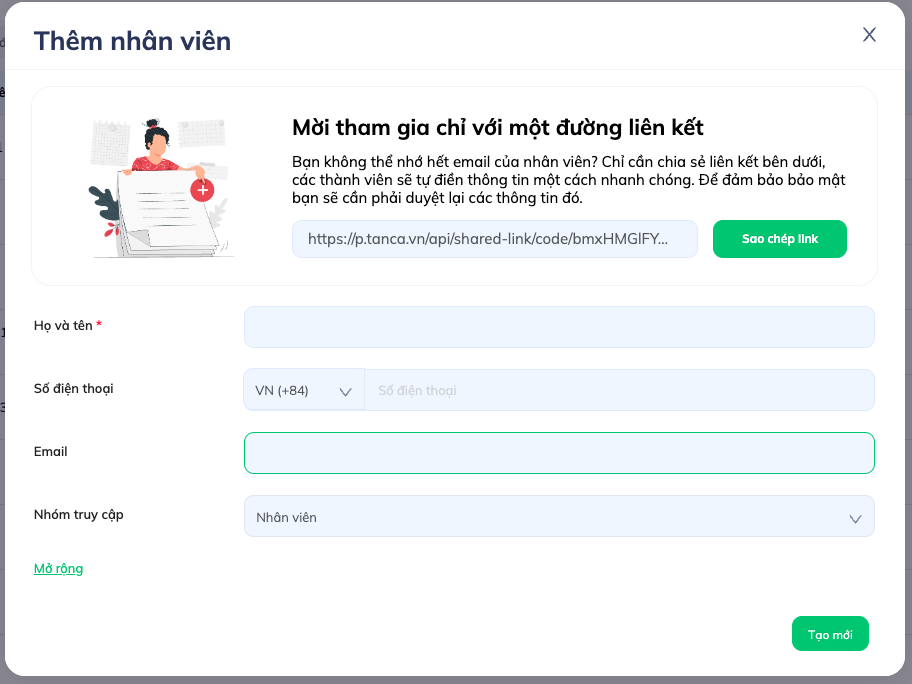 Thêm nhân viên
Mời tham gia chỉ với một đường liên kết
Bạn không thể nhớ hết email của nhân viên? Chỉ cần chia sẻ liên kết bên dưới,
các thành viên sẽ tự điền thông tin một cách nhanh chóng. Để đảm bảo bảo mật
bạn sẽ cần phải duyệt lại các thông tin đó.
https://p.tanca.vn/api/shared-link/code/bmxHMGlFY...
Sao chép link
Họ và tên *
Số điện thoại
VN (+84)
Số điện thoại
Email
Nhóm truy cập
Nhân viên
Mở rộng
Tạo mới